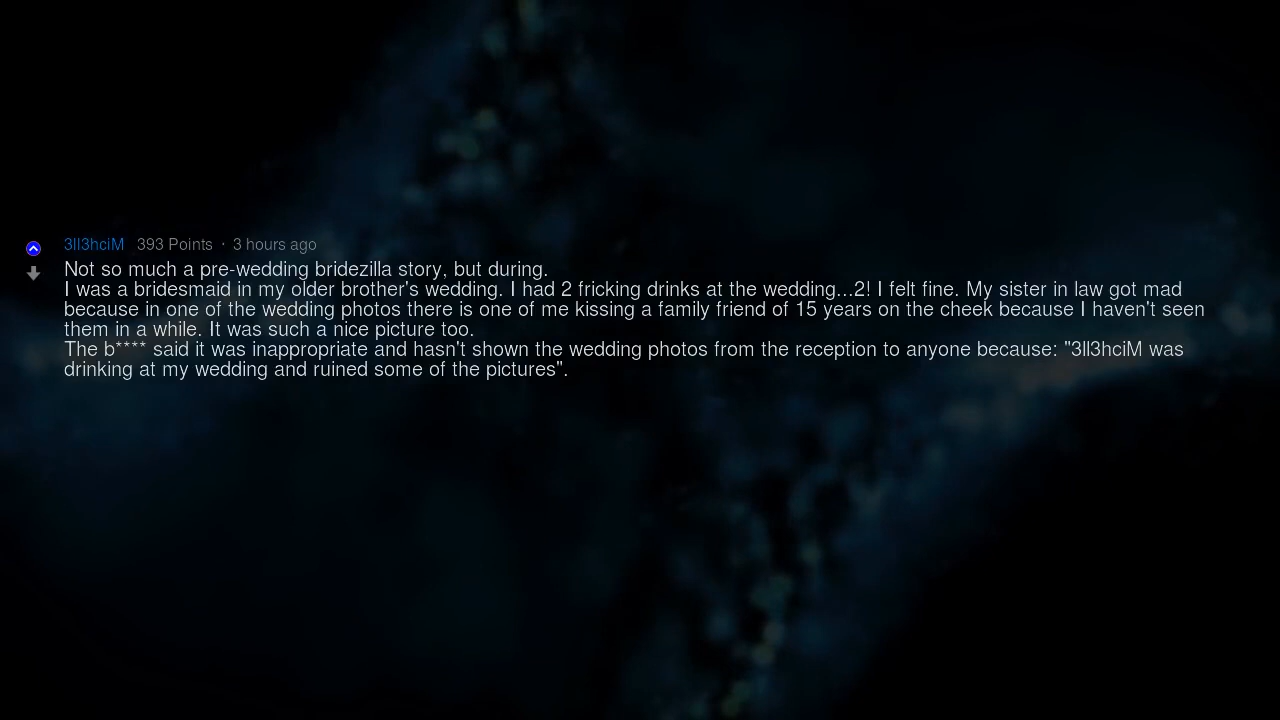 3ll3hciM 393 Points · 3 hours ago
Not so much a pre-wedding bridezilla story, but during.
I was a bridesmaid in my older brother's wedding. I had 2 fricking drinks at the wedding...2! I felt fine. My sister in law got mad
because in one of the wedding photos there is one of me kissing a family friend of 15 years on the cheek because I haven't seen
them in a while. It was such a nice picture too.
The b**** said it was inappropriate and hasn't shown the wedding photos from the reception to anyone because: "3ll3hciM was
drinking at my wedding and ruined some of the pictures".